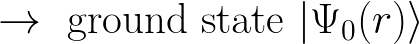 → ground state |Ψ₀(r)⟩